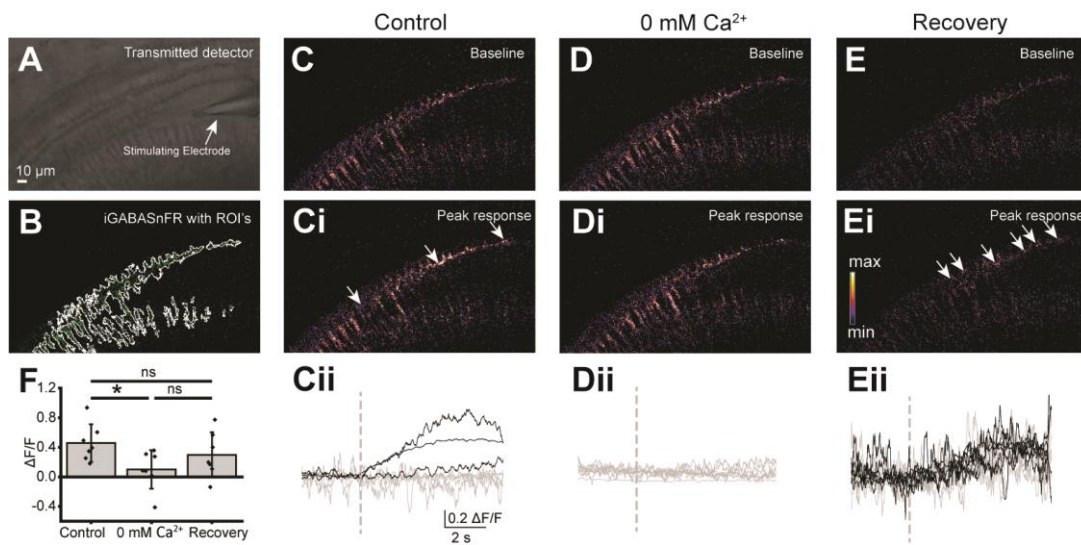 Control
0 mM Ca²⁺
Recovery
A
Transmitted detector
Stimulating Electrode
10 µm
B
iGABASnFR with ROI's
C
Baseline
D
Baseline
E
Baseline
Ci
Peak response
Di
Peak response
Ei
Peak response
max
min
F
ns
*
ns
1.2
0.8
0.4
0.0
-0.4
ΔF/F
Control
0 mM Ca²⁺
Recovery
Cii
0.2 ΔF/F
2 s
Dii
Eii